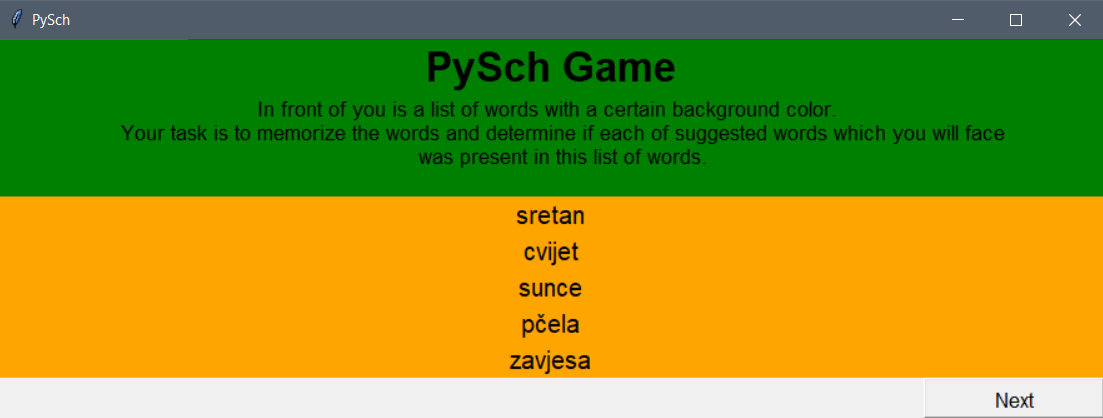 PySch
PySch Game
In front of you is a list of words with a certain background color.
Your task is to memorize the words and determine if each of suggested words which you will face
was present in this list of words.
sretan
cvijet
sunce
pčela
zavjesa
Next